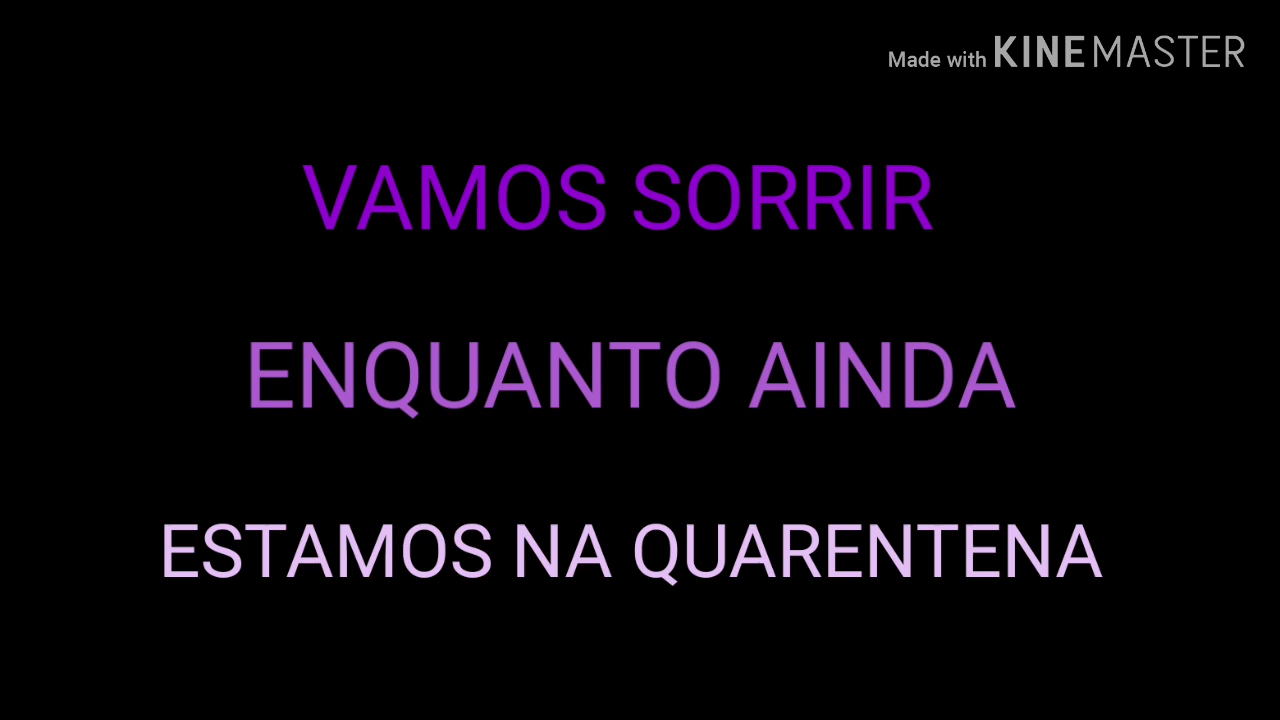 Made with KINEMASTER
VAMOS SORRIR
ENQUANTO AINDA
ESTAMOS NA QUARENTENA